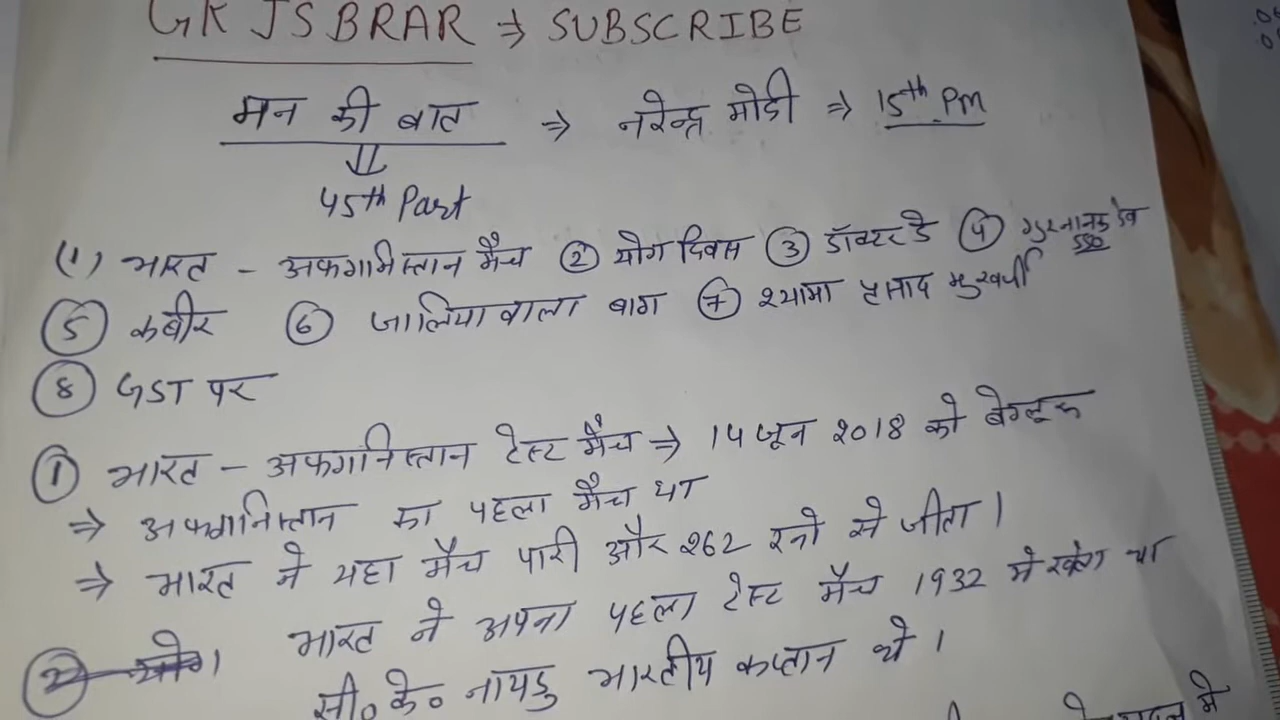 GK JS BRAR ⇒ SUBSCRIBE
मन की बात ⇒ नरेन्द्र मोदी ⇒ 15th PM
⇓
45th Part
(1) भारत - अफगानिस्तान मैच ② योग दिवस ③ डॉक्टर डे ④ गुरुनानक देव
550
⑤ कबीर ⑥ जालियावाला बाग ⑦ श्यामा प्रसाद मुखर्जी
⑧ GST पर
① भारत - अफगानिस्तान टेस्ट मैच ⇒ 14 जून 2018 को
⇒ अफगानिस्तान का पहला मैच था
⇒ भारत ने यहा मैच पारी और 262 रनो से जीता।
भारत ने अपना पहला टेस्ट मैच 1932 मे खेला था
② 
सी० के० नायडु भारतीय कप्तान थे।
मे